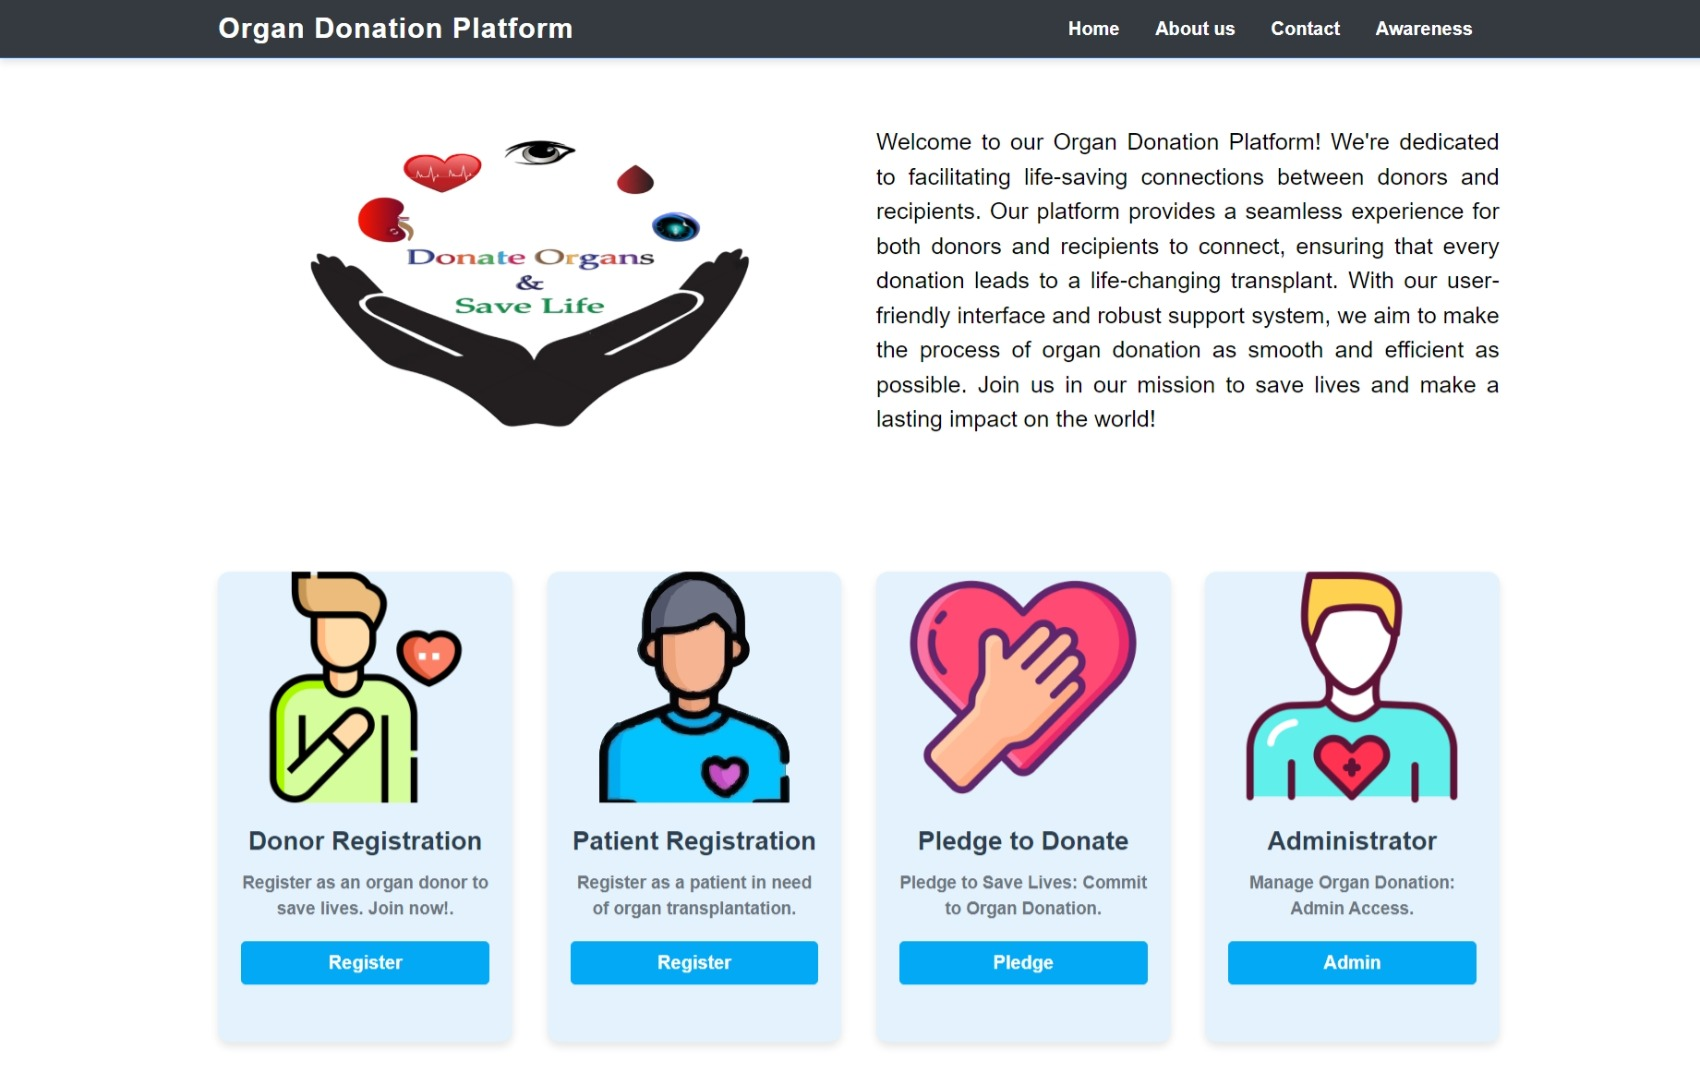 Organ Donation Platform
Home About us Contact Awareness
Donate Organs
&
Save Life
Welcome to our Organ Donation Platform! We're dedicated
to facilitating life-saving connections between donors and
recipients. Our platform provides a seamless experience for
both donors and recipients to connect, ensuring that every
donation leads to a life-changing transplant. With our user-
friendly interface and robust support system, we aim to make
the process of organ donation as smooth and efficient as
possible. Join us in our mission to save lives and make a
lasting impact on the world!
Donor Registration
Register as an organ donor to
save lives. Join now!.
Register
Patient Registration
Register as a patient in need
of organ transplantation.
Register
Pledge to Donate
Pledge to Save Lives: Commit
to Organ Donation.
Pledge
Administrator
Manage Organ Donation:
Admin Access.
Admin